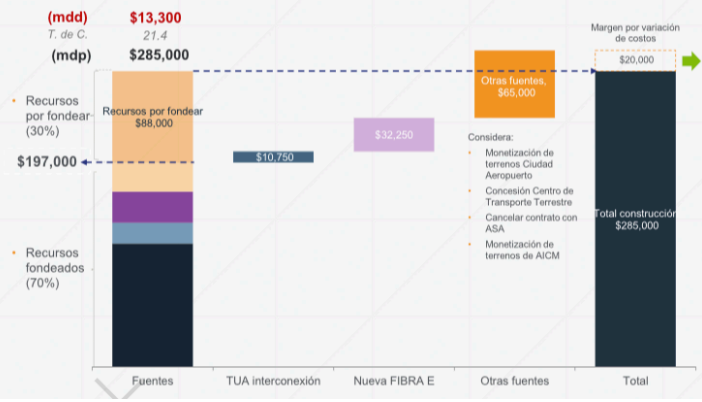 (mdd) $13,300
T. de C. 21.4
(mdp) $285,000
Margen por variación
de costos
$20,000
• Recursos
por fondear
(30%)
Recursos por fondear
$88,000
$197,000
• Recursos
fondeados
(70%)
$10,750
$32,250
Otras fuentes,
$65,000
Considera:
• Monetización de
terrenos Ciudad
Aeropuerto
• Concesión Centro de
Transporte Terrestre
• Cancelar contrato con
ASA
• Monetización de
terrenos de AICM
Total construcción
$285,000
Fuentes
TUA interconexión
Nueva FIBRA E
Otras fuentes
Total